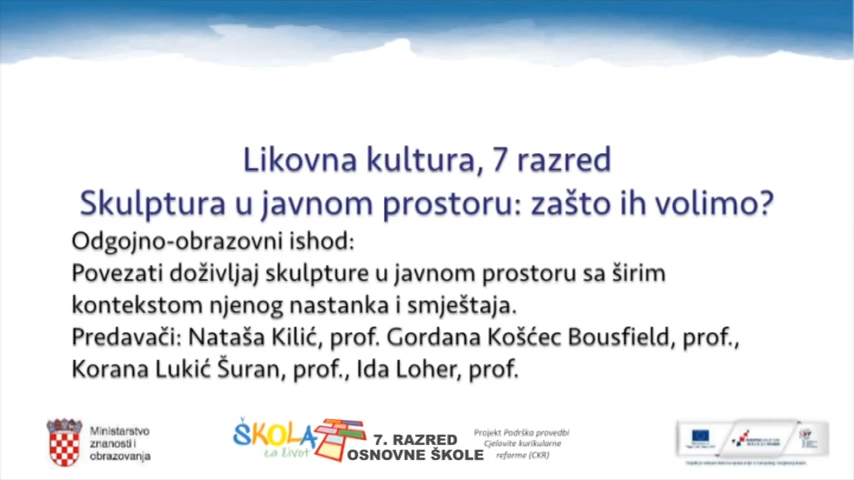 Likovna kultura, 7 razred
Skulptura u javnom prostoru: zašto ih volimo?
Odgojno-obrazovni ishod:
Povezati doživljaj skulpture u javnom prostoru sa širim
kontekstom njenog nastanka i smještaja.
Predavači: Nataša Kilić, prof. Gordana Košćec Bousfield, prof.,
Korana Lukić Šuran, prof., Ida Loher, prof.
Ministarstvo
znanosti i
obrazovanja
ŠKOLA
za život
7. RAZRED
OSNOVNE ŠKOLE
Projekt Podrška provedbi
Cjelovite kurikularne
reforme (CKR)